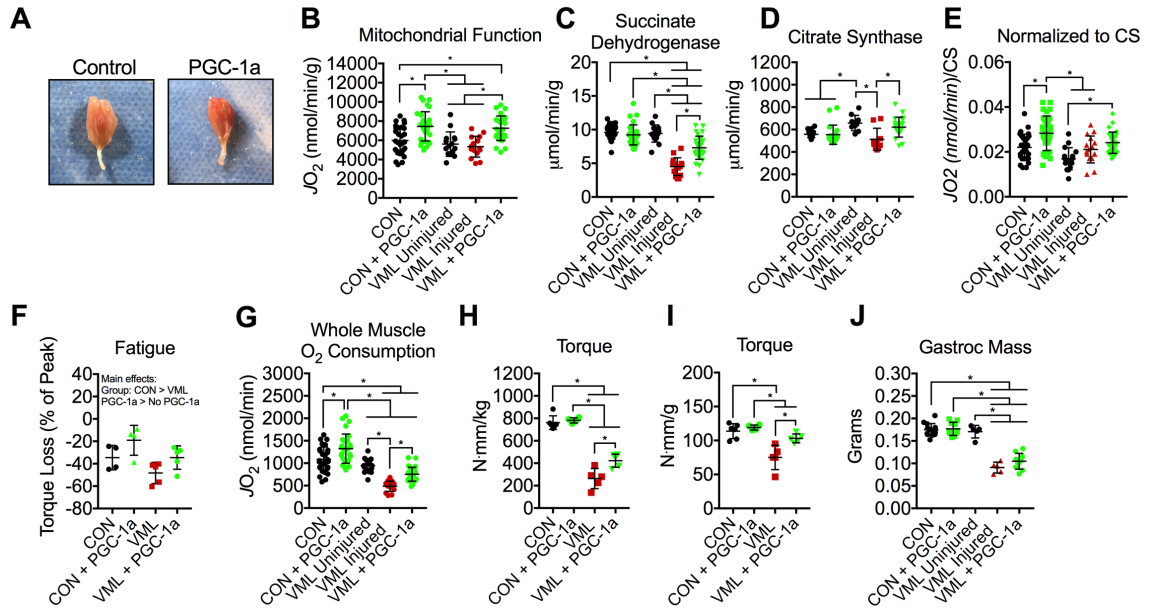 A
Control
PGC-1a
B
Mitochondrial Function
JO2 (nmol/min/g)
14000
12000
10000
8000
6000
4000
2000
0
*
*
*
*
CON
CON + PGC-1a
VML Uninjured
VML Injured
VML + PGC-1a
C
Succinate
Dehydrogenase
μmol/min/g
20
15
10
5
0
*
*
*
*
CON
CON + PGC-1a
VML Uninjured
VML Injured
VML + PGC-1a
D
Citrate Synthase
μmol/min/g
1200
1000
800
600
400
200
0
*
*
*
CON
CON + PGC-1a
VML Uninjured
VML Injured
VML + PGC-1a
E
Normalized to CS
JO2 (nmol/min)/CS
0.06
0.04
0.02
0.00
*
*
*
CON
CON + PGC-1a
VML Uninjured
VML Injured
VML + PGC-1a
F
Fatigue
Torque Loss (% of Peak)
40
20
0
-20
-40
-60
-80
Main effects:
Group: CON > VML
PGC-1a > No PGC-1a
CON
CON + PGC-1a
VML
VML + PGC-1a
G
Whole Muscle
O2 Consumption
JO2 (nmol/min)
3000
2500
2000
1500
1000
500
0
*
*
*
*
*
CON
CON + PGC-1a
VML Uninjured
VML Injured
VML + PGC-1a
H
Torque
N·mm/kg
1200
1000
800
600
400
200
0
*
*
*
CON
CON + PGC-1a
VML
VML + PGC-1a
I
Torque
N·mm/g
200
150
100
50
0
*
*
*
CON
CON + PGC-1a
VML
VML + PGC-1a
J
Gastroc Mass
Grams
0.30
0.25
0.20
0.15
0.10
0.05
0.00
*
*
*
CON
CON + PGC-1a
VML Uninjured
VML Injured
VML + PGC-1a